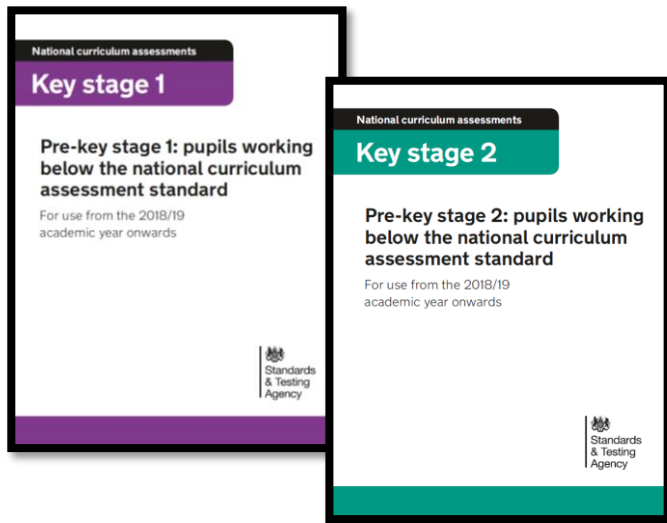 National curriculum assessments
Key stage 1
Pre-key stage 1: pupils working
below the national curriculum
assessment standard
For use from the 2018/19
academic year onwards
Standards
& Testing
Agency
National curriculum assessments
Key stage 2
Pre-key stage 2: pupils working
below the national curriculum
assessment standard
For use from the 2018/19
academic year onwards
Standards
& Testing
Agency